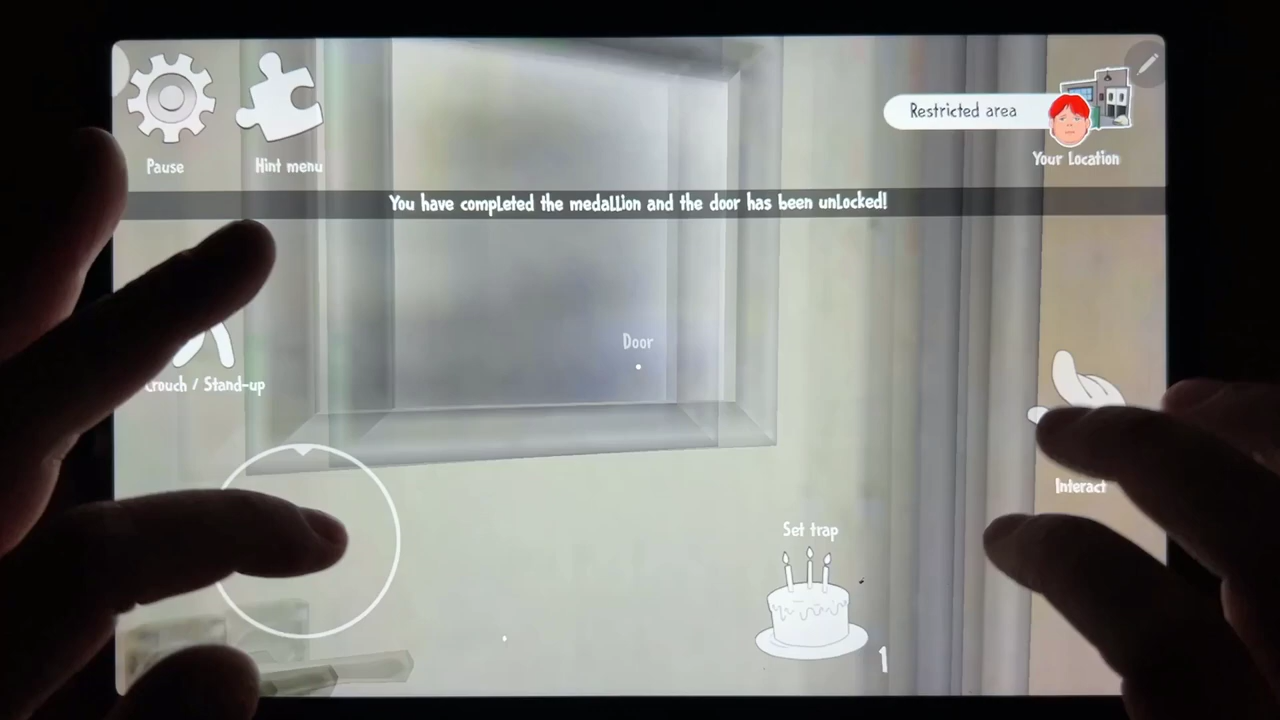 Restricted area
Pause
Hint menu
Your Location
You have completed the medallion and the door has been unlocked!
Door
Crouch / Stand-up
Interact
Set trap
1